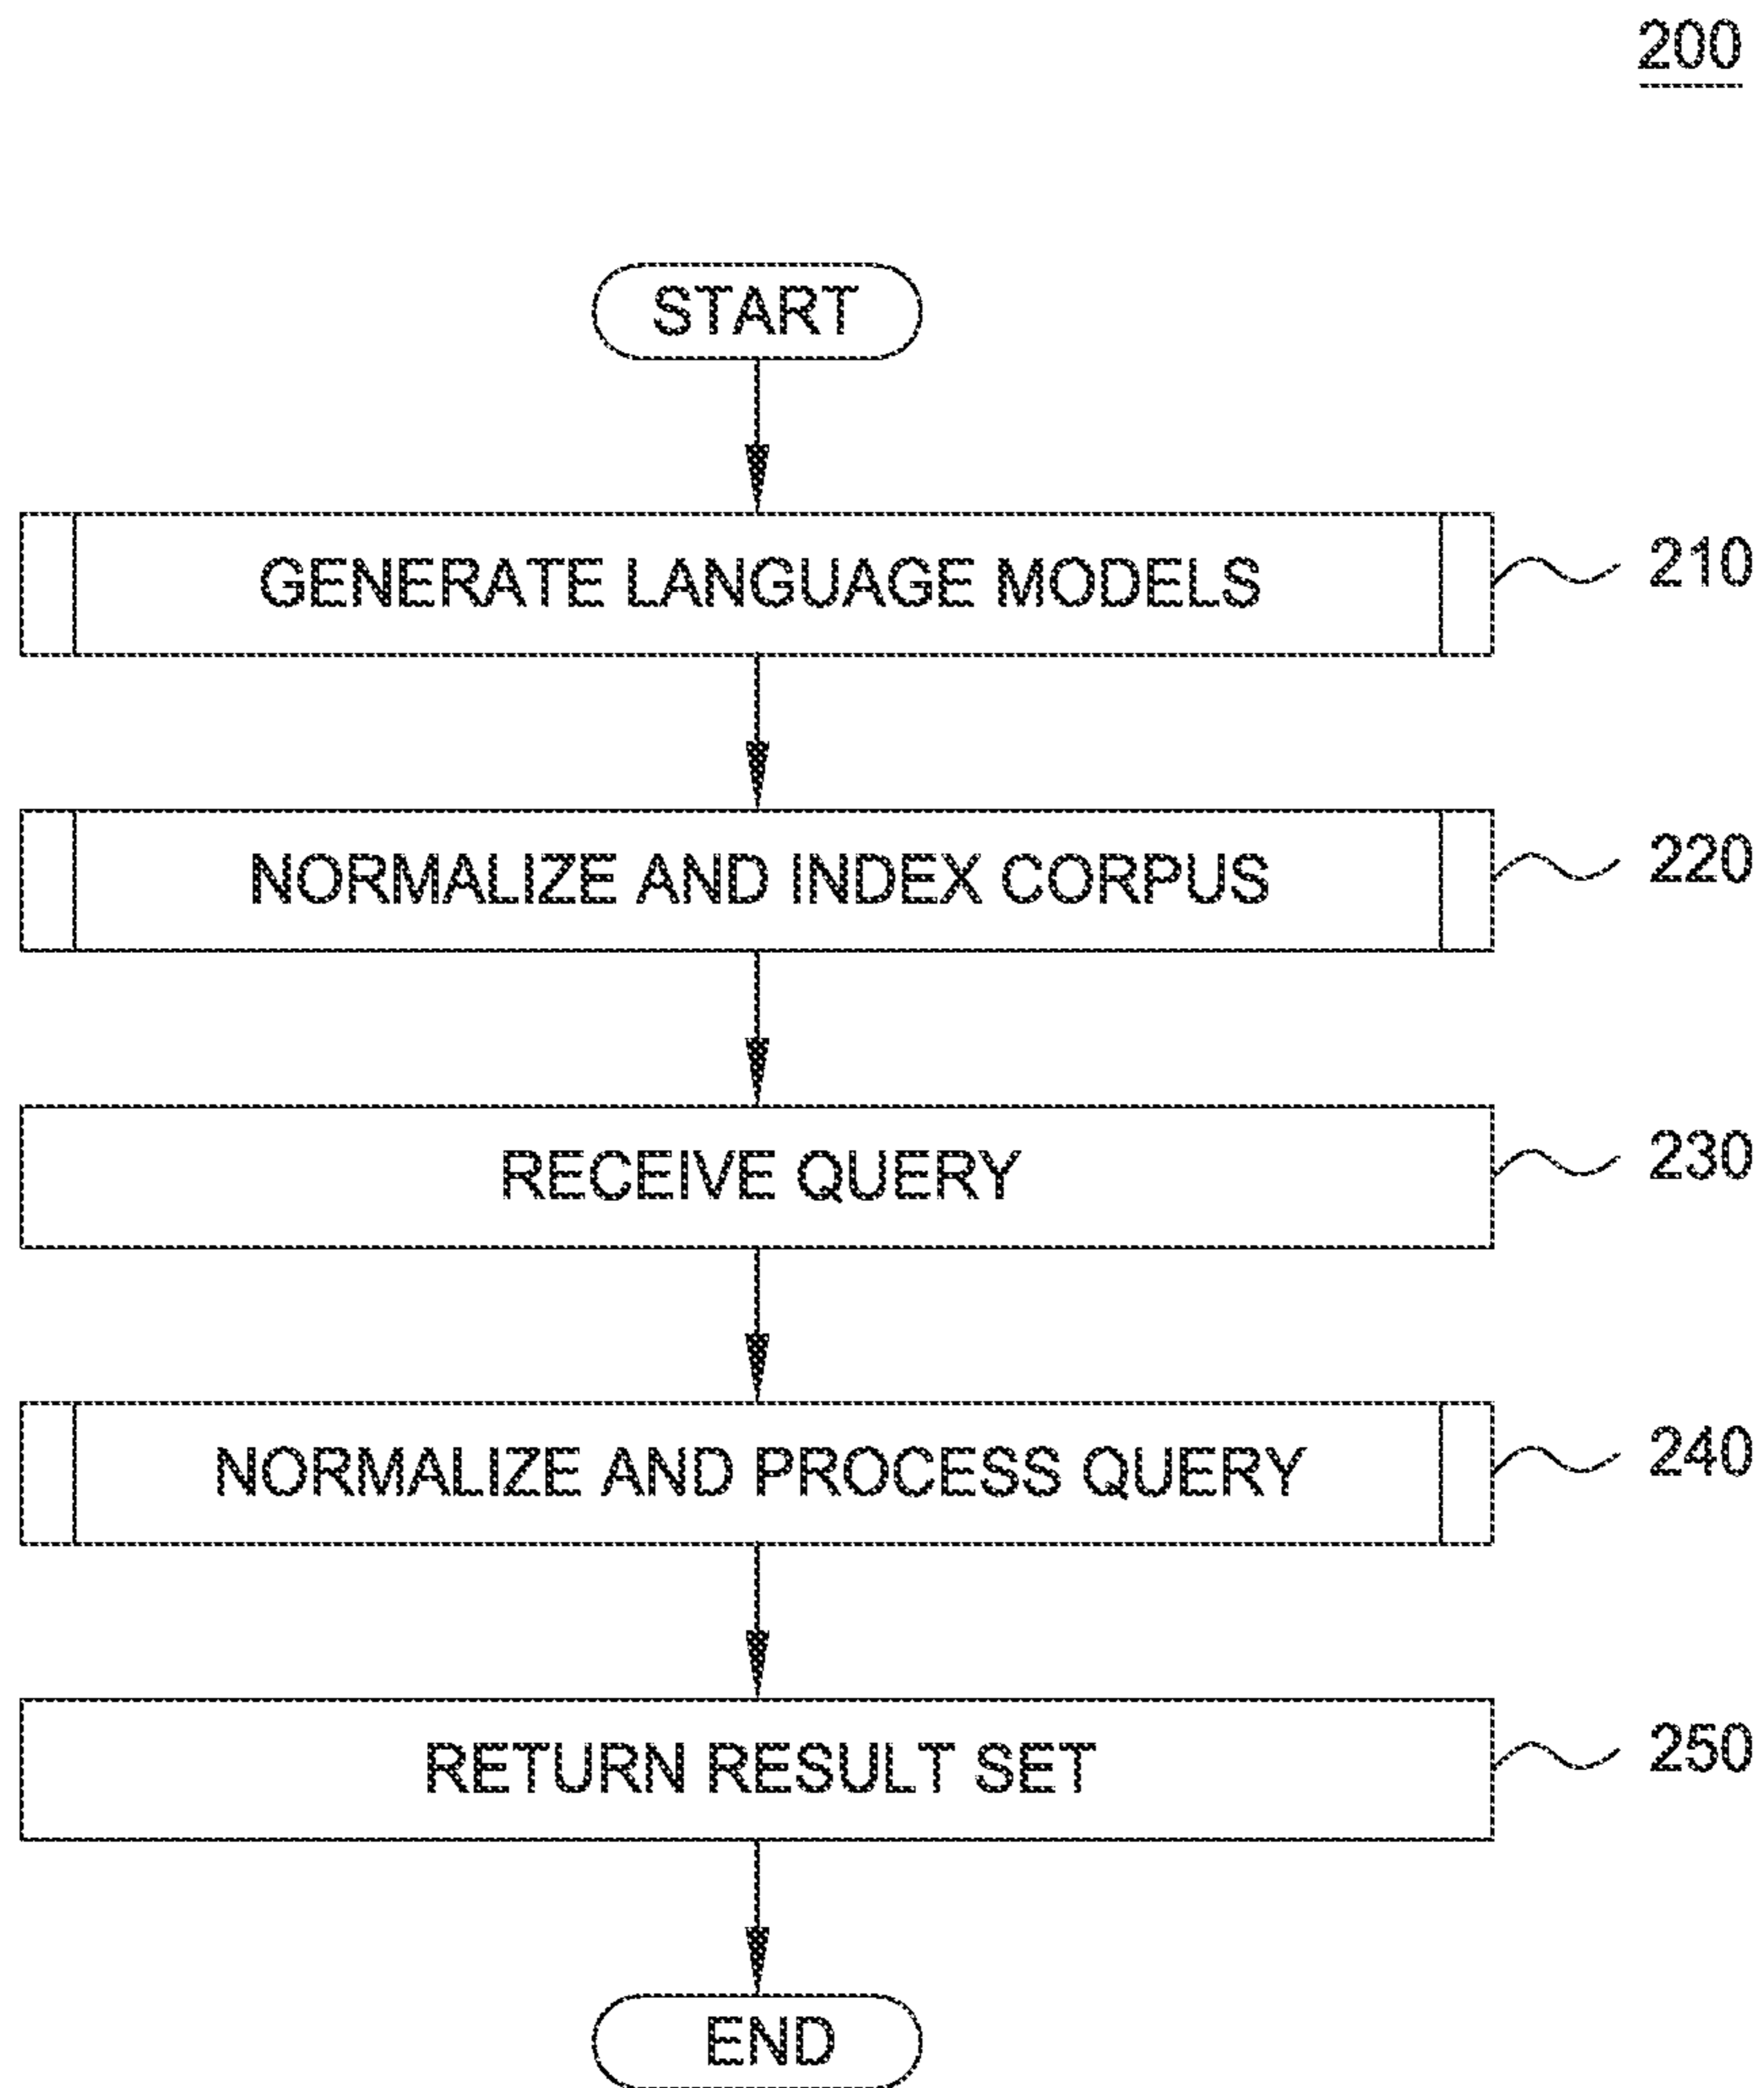 200
START
GENERATE LANGUAGE MODELS
210
NORMALIZE AND INDEX CORPUS
220
RECEIVE QUERY
230
NORMALIZE AND PROCESS QUERY
240
RETURN RESULT SET
250
END